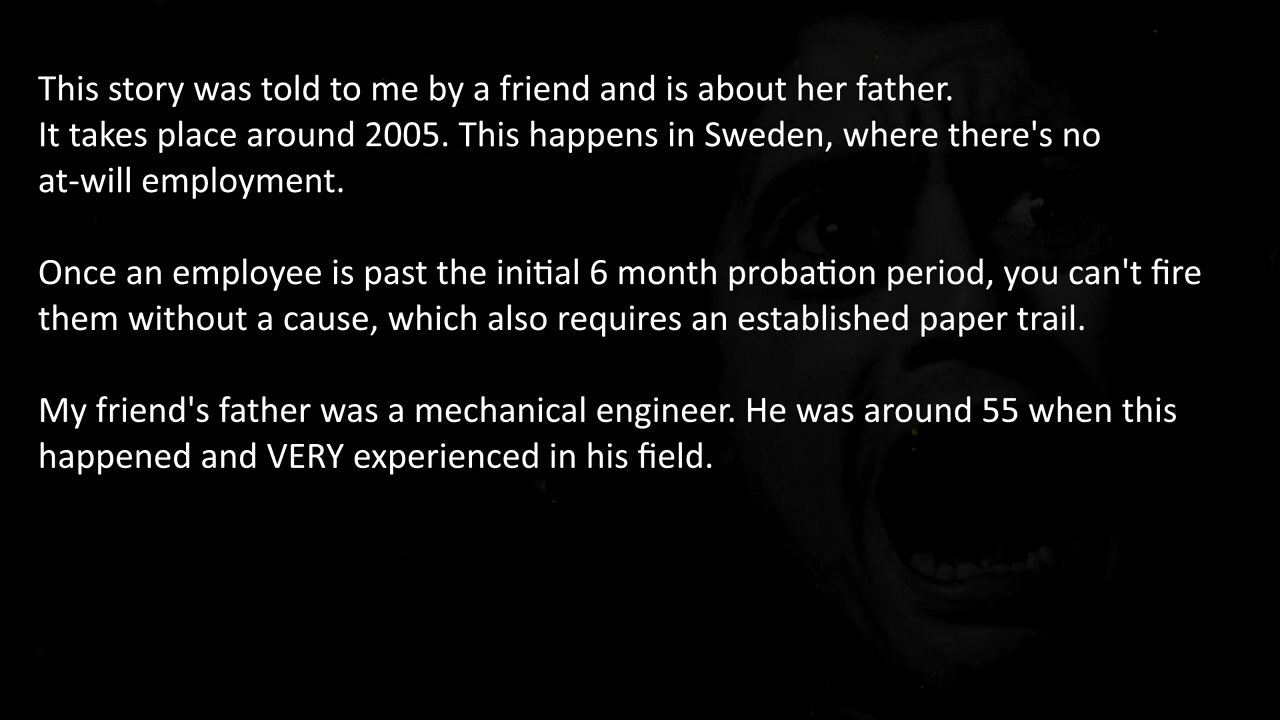 This story was told to me by a friend and is about her father.
It takes place around 2005. This happens in Sweden, where there's no
at-will employment.
Once an employee is past the initial 6 month probation period, you can't fire
them without a cause, which also requires an established paper trail.
My friend's father was a mechanical engineer. He was around 55 when this
happened and VERY experienced in his field.